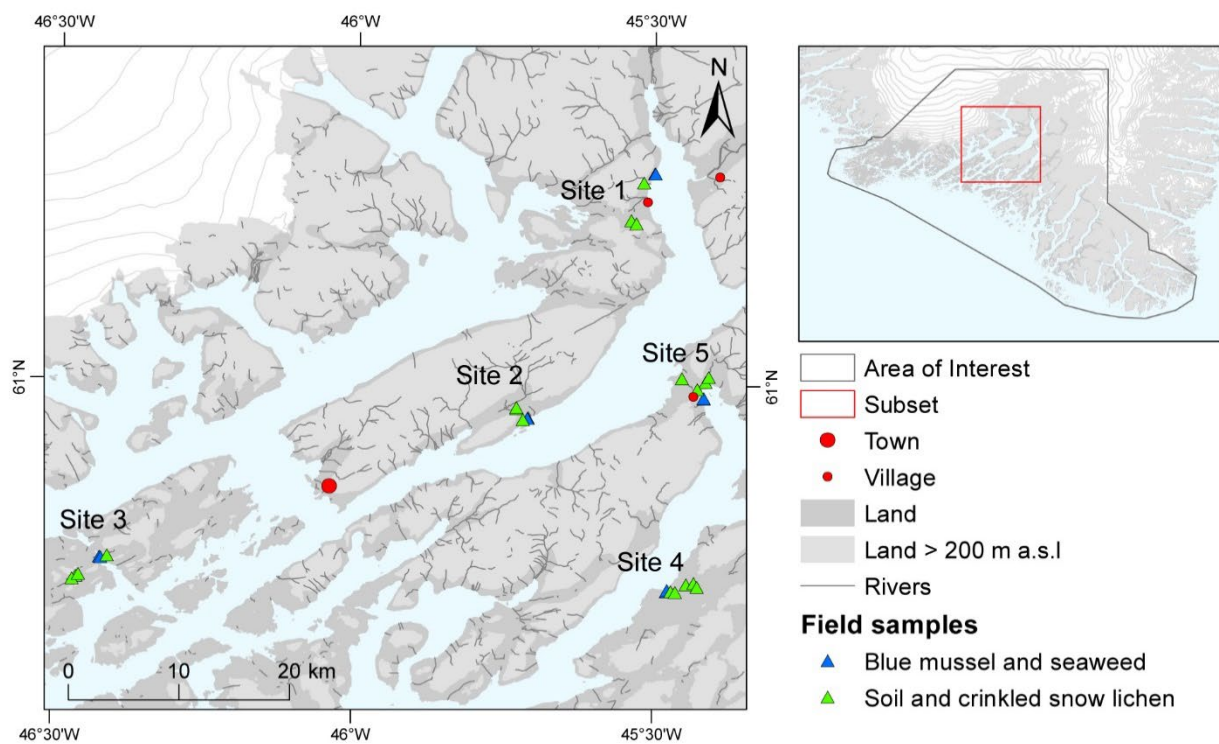 46°30'W
46°W
45°30'W
N
Site 1
Site 5
61°N
Site 2
61°N
Site 3
Site 4
0
10
20 km
46°30'W
46°W
45°30'W
Area of Interest
Subset
Town
Village
Land
Land > 200 m a.s.l
Rivers
Field samples
Blue mussel and seaweed
Soil and crinkled snow lichen